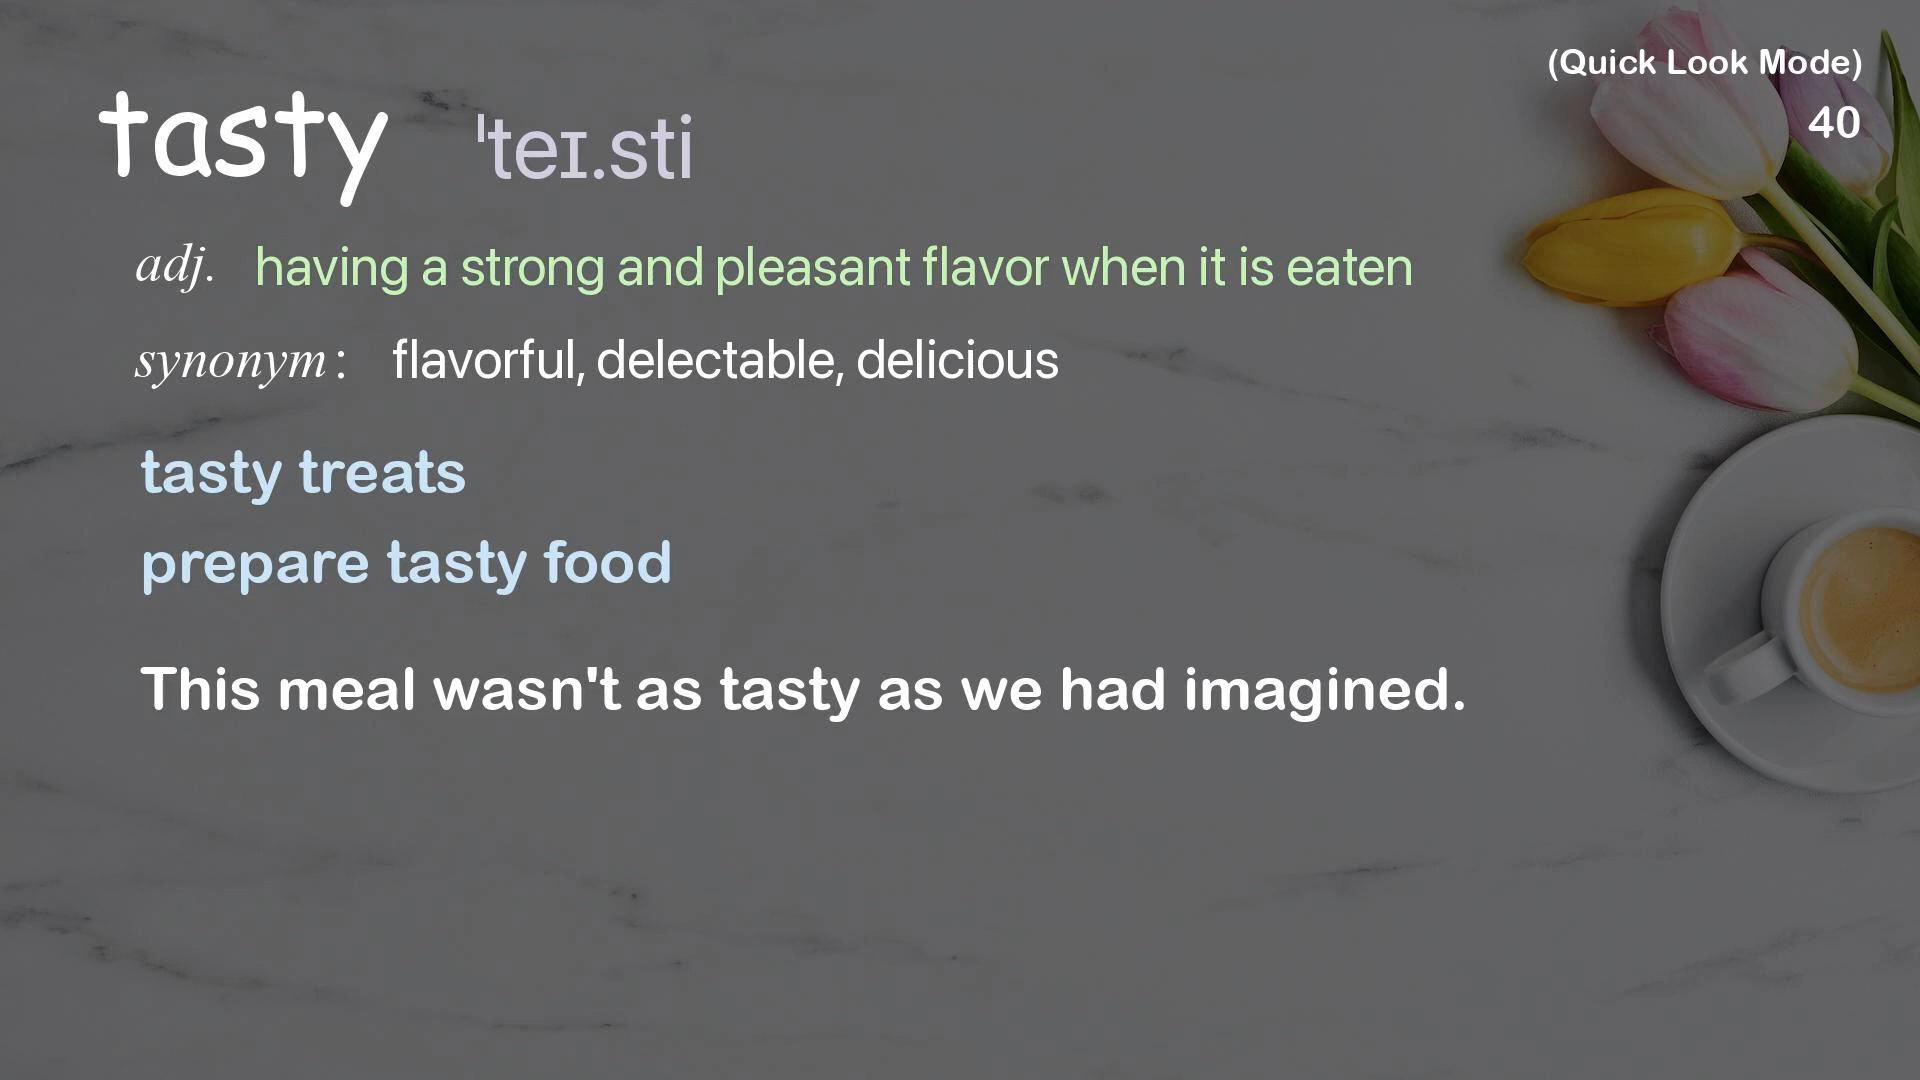 (Quick Look Mode)
40
tasty ˈteɪ.sti
adj. having a strong and pleasant flavor when it is eaten
synonym : flavorful, delectable, delicious
tasty treats
prepare tasty food
This meal wasn't as tasty as we had imagined.